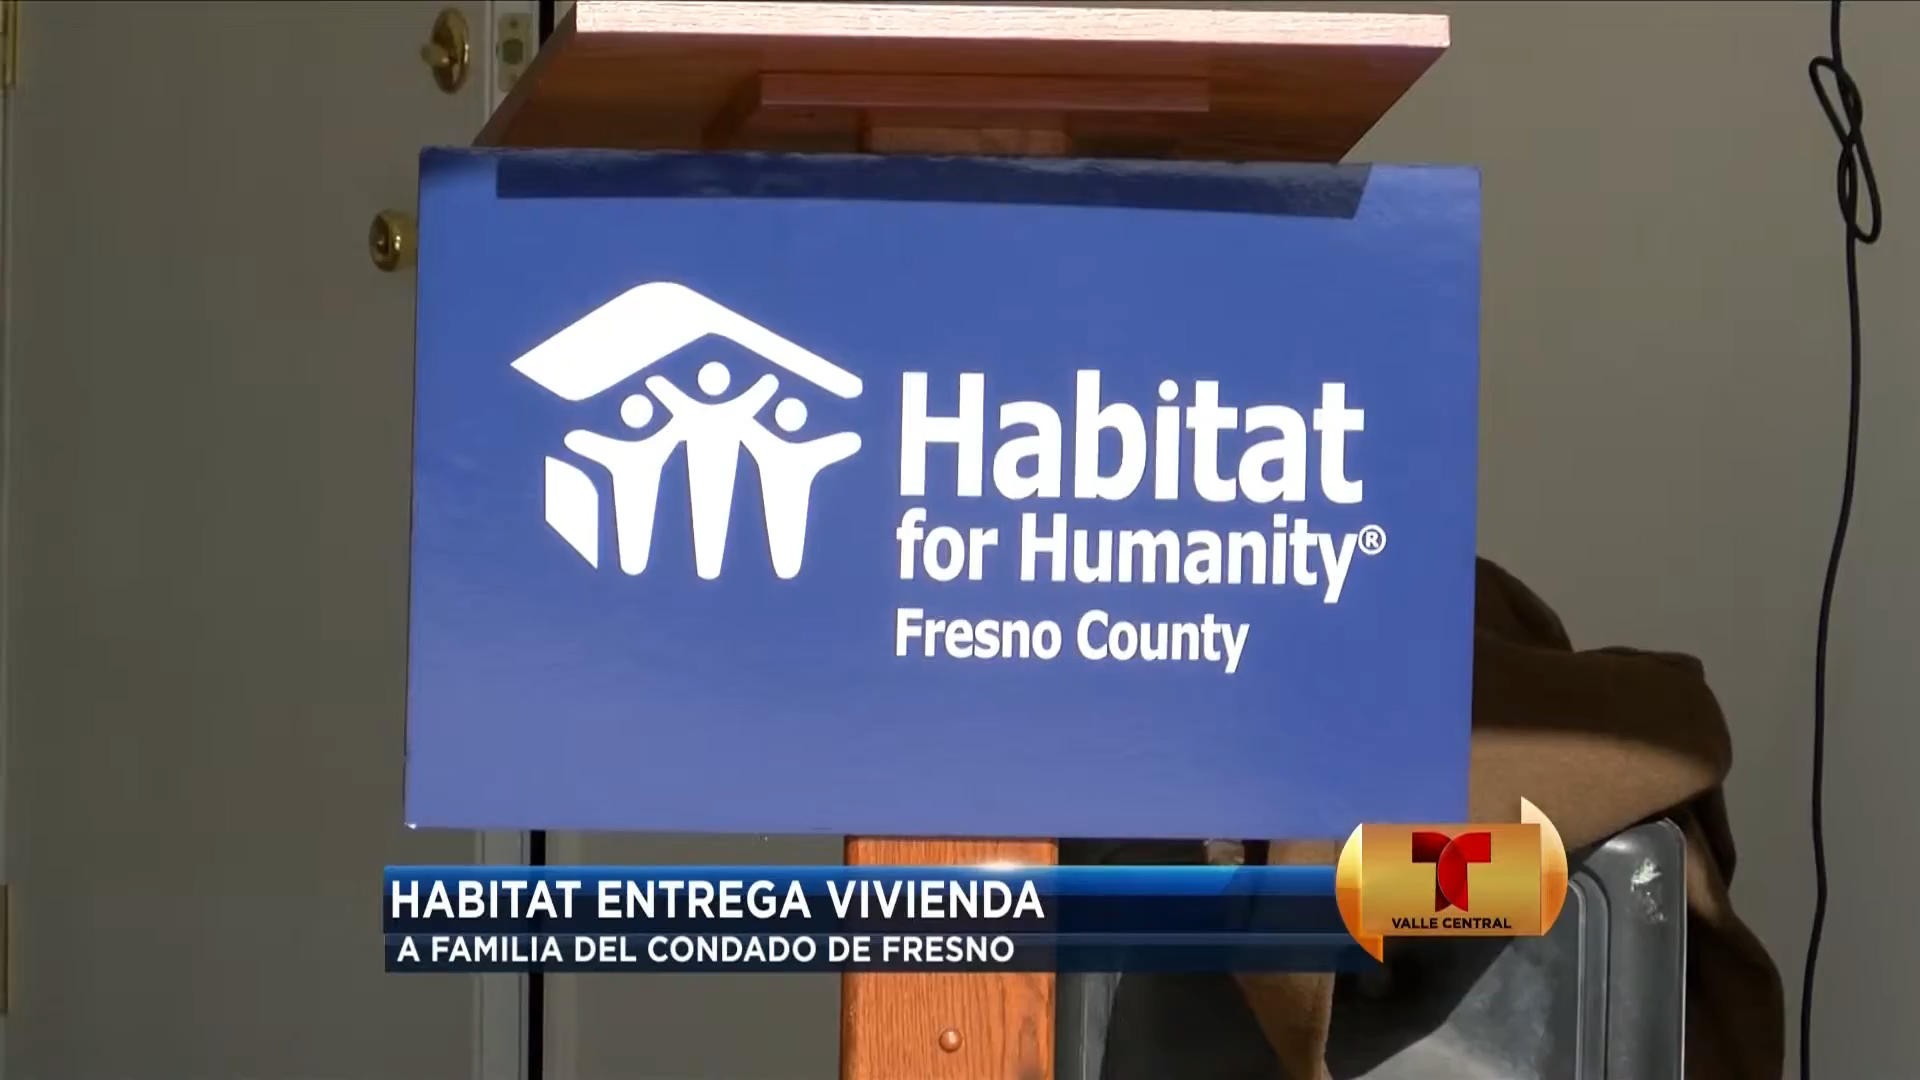 Habitat
for Humanity®
Fresno County
HABITAT ENTREGA VIVIENDA
A FAMILIA DEL CONDADO DE FRESNO
VALLE CENTRAL